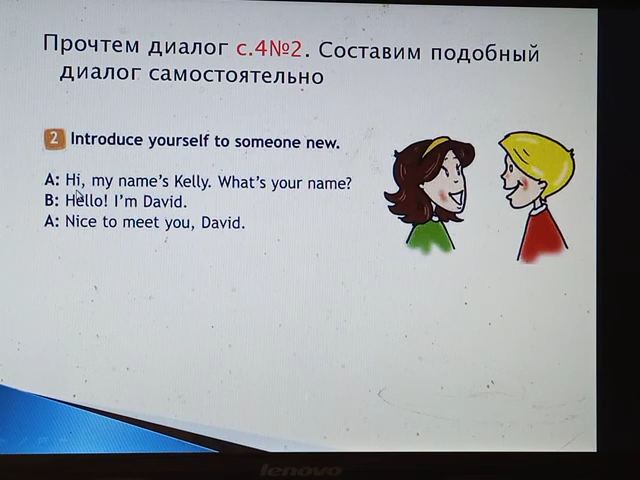 Прочтем диалог с.4№2. Составим подобный
диалог самостоятельно
2 Introduce yourself to someone new.
A: Hi, my name's Kelly. What's your name?
B: Hello! I'm David.
A: Nice to meet you, David.
lenovo